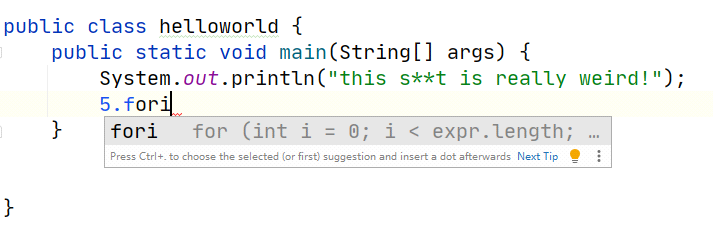 public class helloworld {
public static void main(String[] args) {
System.out.println("this s**t is really weird!");
5.fori
}
fori for (int i = 0; i < expr.length; …
Press Ctrl+. to choose the selected (or first) suggestion and insert a dot afterwards Next Tip
}